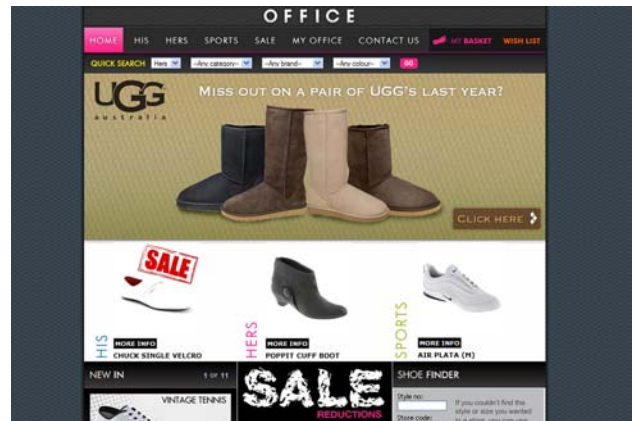 OFFICE
HOME HIS HERS SPORTS SALE MY OFFICE CONTACT US MY BASKET WISH LIST
QUICK SEARCH Hers --Any category-- --Any brand-- --Any colour-- GO
UGG
australia
MISS OUT ON A PAIR OF UGG'S LAST YEAR?
CLICK HERE
SALE
HIS
MORE INFO
CHUCK SINGLE VELCRO
HERS
MORE INFO
POPPIT CUFF BOOT
SPORTS
MORE INFO
AIR PLATA (M)
NEW IN 1 OF 11
VINTAGE TENNIS
SALE
REDUCTIONS
SHOE FINDER
Style no:
Store code:
If you couldn't find the
style or size you wanted